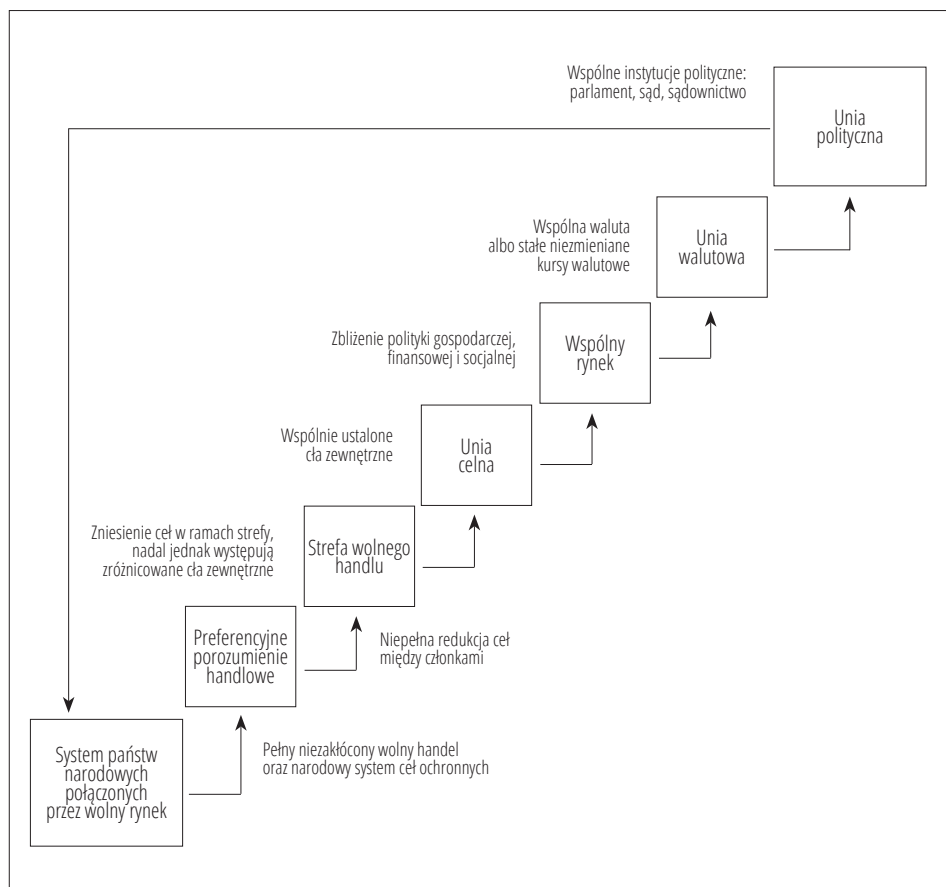 Wspólne instytucje polityczne:
parlament, sąd, sądownictwo
Unia
polityczna
Wspólna waluta
albo stałe niezmieniane
kursy walutowe
Unia
walutowa
Zbliżenie polityki gospodarczej,
finansowej i socjalnej
Wspólny
rynek
Wspólnie ustalone
cła zewnętrzne
Unia
celna
Zniesienie ceł w ramach strefy,
nadal jednak występują
zróżnicowane cła zewnętrzne
Strefa wolnego
handlu
Preferencyjne
porozumienie
handlowe
Niepełna redukcja ceł
między członkami
System państw
narodowych
połączonych
przez wolny rynek
Pełny niezakłócony wolny handel
oraz narodowy system ceł ochronnych